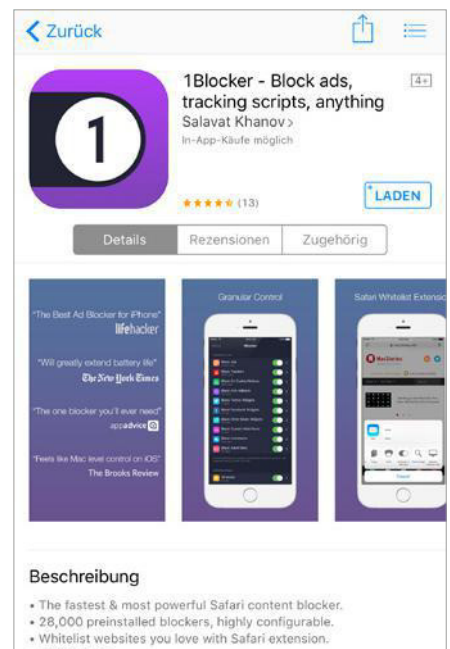 Zurück
1
1Blocker - Block ads,
tracking scripts, anything
4+
Salavat Khanov >
In-App-Käufe möglich
(13)
+LADEN
Details
Rezensionen
Zugehörig
"The Best Ad Blocker for iPhone"
lifehacker
"Will greatly extend battery life"
The New York Times
"The one blocker you'll ever need"
appadvice
"Feels like Mac level control on iOS"
The Brooks Review
Granular Control
Safari Whitelist Extensio
MacStories
Beschreibung
• The fastest & most powerful Safari content blocker.
• 28,000 preinstalled blockers, highly configurable.
• Whitelist websites you love with Safari extension.